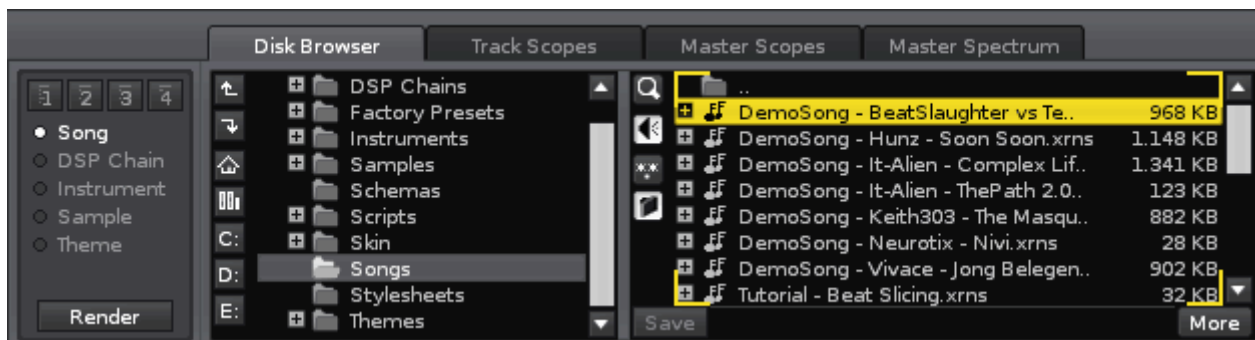 Disk Browser
Track Scopes
Master Scopes
Master Spectrum
1 2 3 4
Song
DSP Chain
Instrument
Sample
Theme
Render
C:
D:
E:
DSP Chains
Factory Presets
Instruments
Samples
Schemas
Scripts
Skin
Songs
Stylesheets
Themes
..
DemoSong - BeatSlaughter vs Te.. 968 KB
DemoSong - Hunz - Soon Soon.xrns 1.148 KB
DemoSong - It-Alien - Complex Lif.. 1.341 KB
DemoSong - It-Alien - ThePath 2.0.. 123 KB
DemoSong - Keith303 - The Masqu.. 882 KB
DemoSong - Neurotix - Nivi.xrns 28 KB
DemoSong - Vivace - Jong Belegen.. 902 KB
Tutorial - Beat Slicing.xrns 32 KB
Save
More